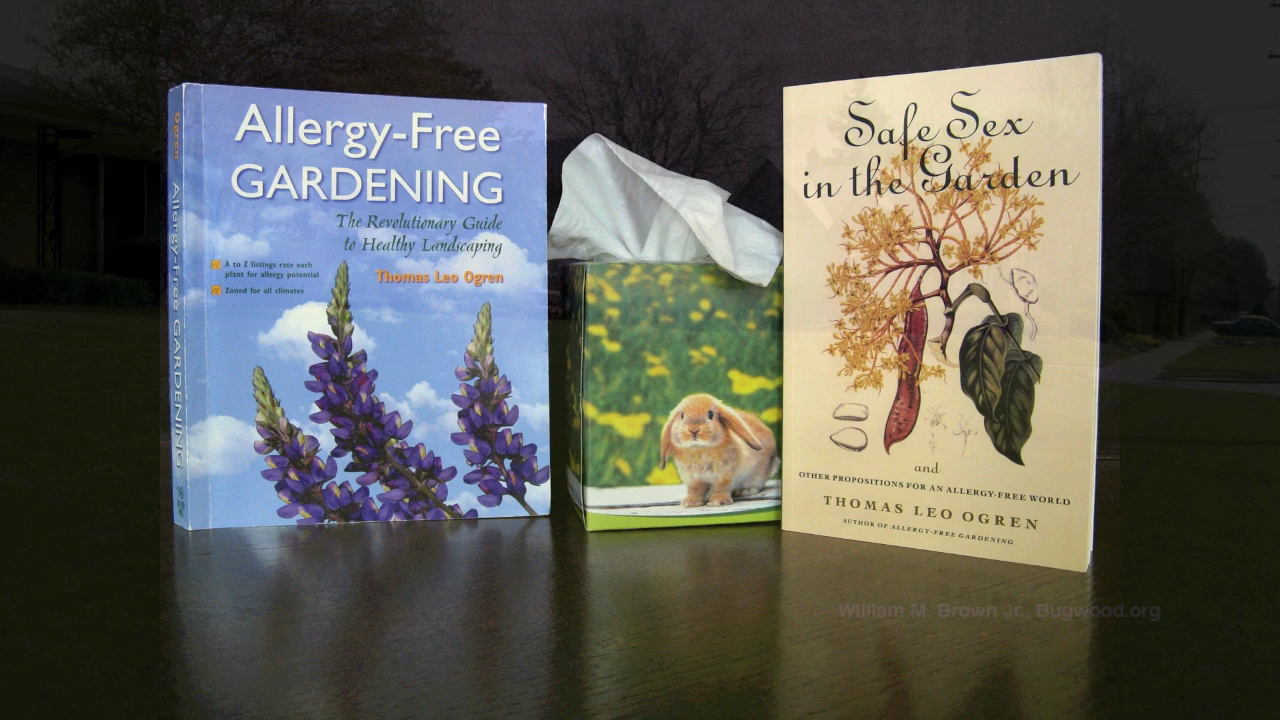 Ogren
Allergy-Free GARDENING
Allergy-Free
GARDENING
The Revolutionary Guide
to Healthy Landscaping
A to Z listings rate each
plant for allergy potential
Zoned for all climates
Thomas Leo Ogren
Safe Sex
in the Garden
and
OTHER PROPOSITIONS FOR AN ALLERGY-FREE WORLD
THOMAS LEO OGREN
AUTHOR OF ALLERGY-FREE GARDENING
William M. Brown Jr., Bugwood.org